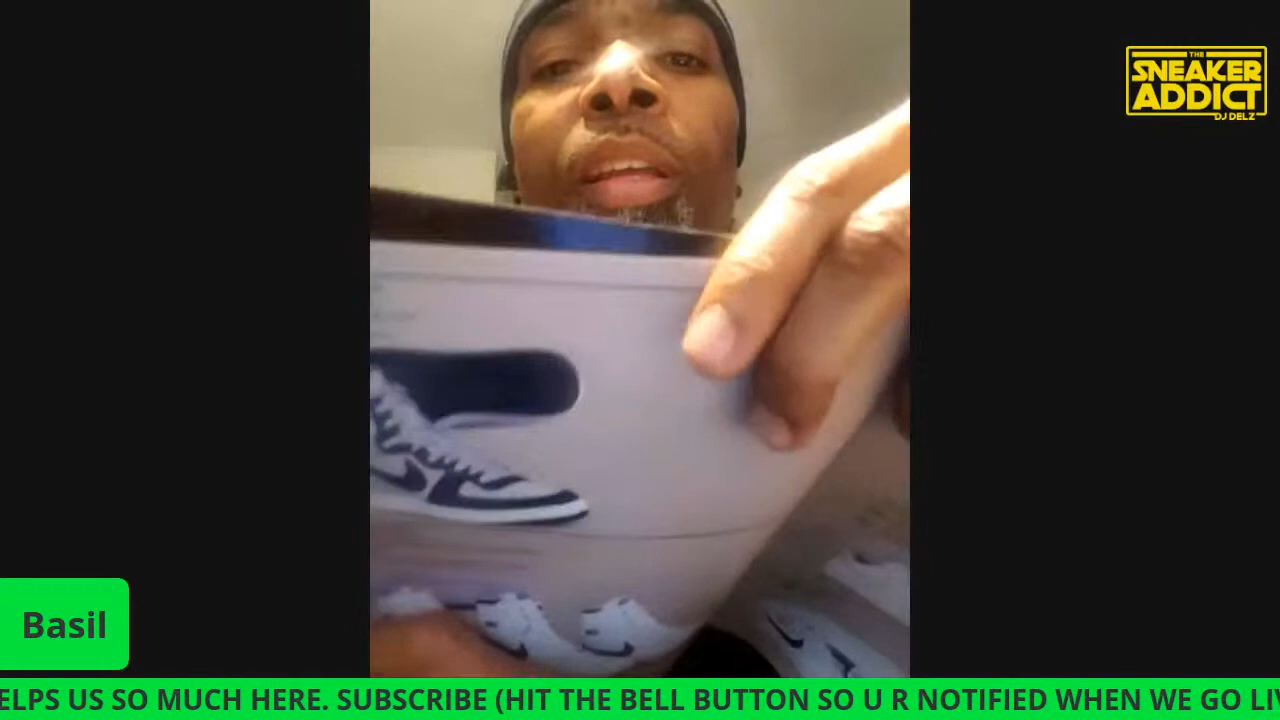 THE
SNEAKER
ADDICT
DJ DELZ
Basil
ELPS US SO MUCH HERE. SUBSCRIBE (HIT THE BELL BUTTON SO U R NOTIFIED WHEN WE GO LIV